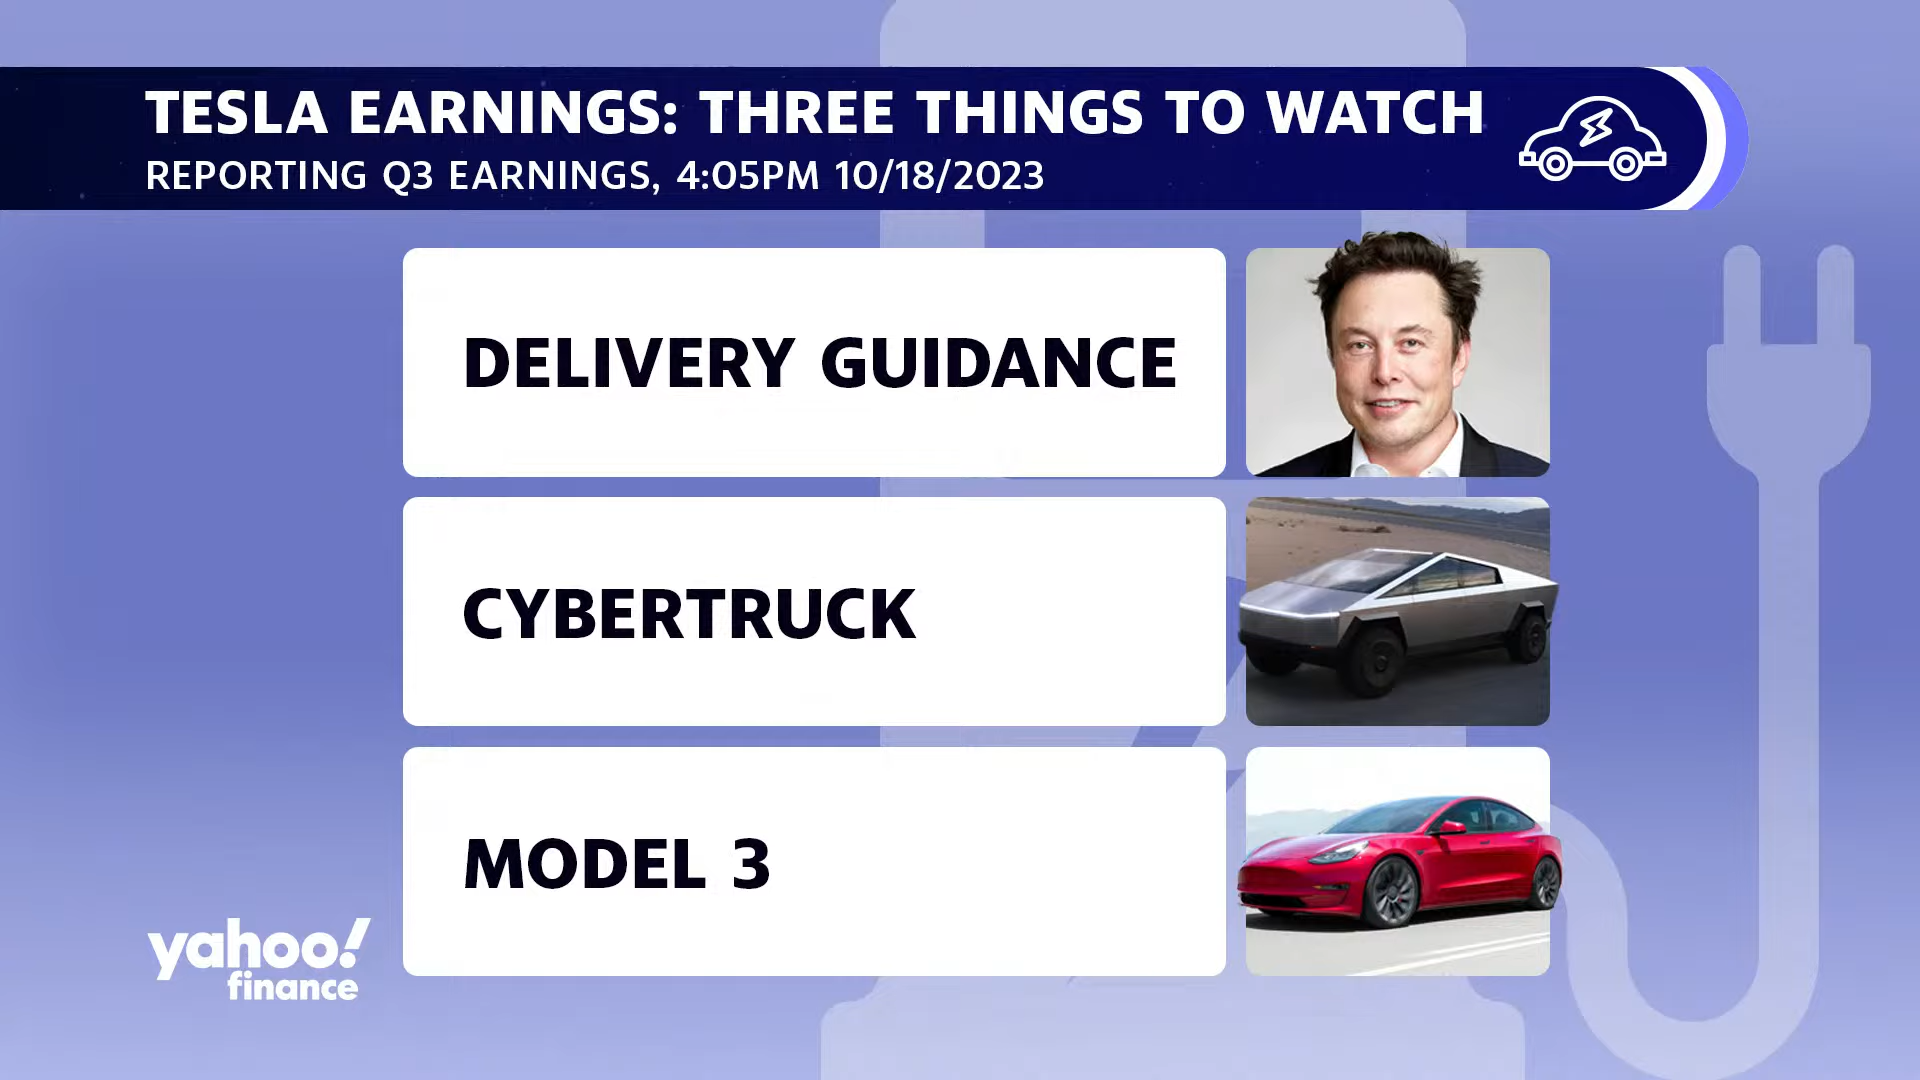 TESLA EARNINGS: THREE THINGS TO WATCH
REPORTING Q3 EARNINGS, 4:05PM 10/18/2023
DELIVERY GUIDANCE
CYBERTRUCK
MODEL 3
yahoo!
finance